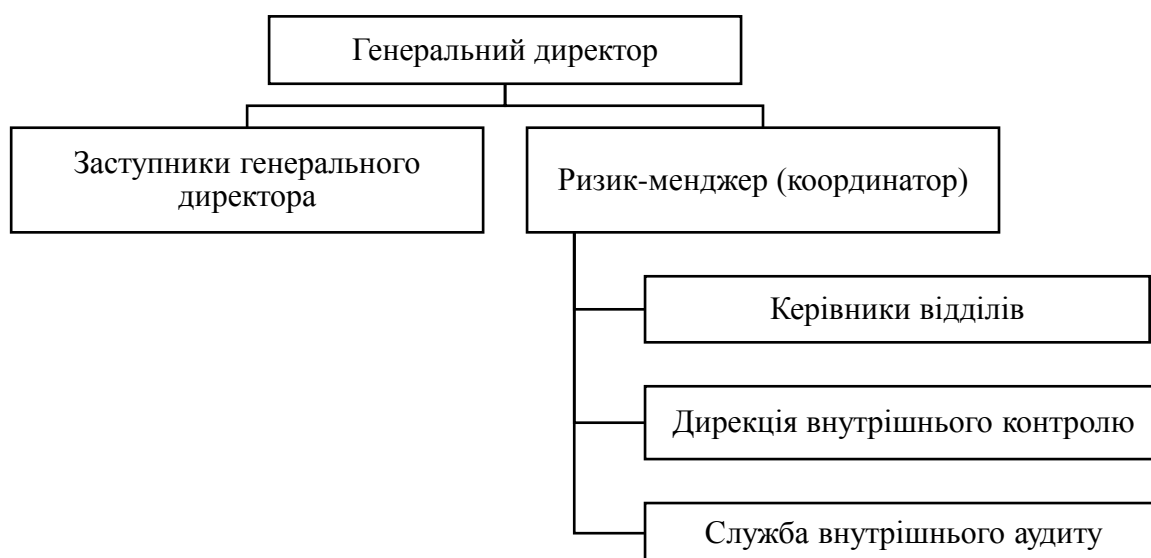 Генеральний директор
Заступники генерального
директора
Ризик-менджер (координатор)
Керівники відділів
Дирекція внутрішнього контролю
Служба внутрішнього аудиту